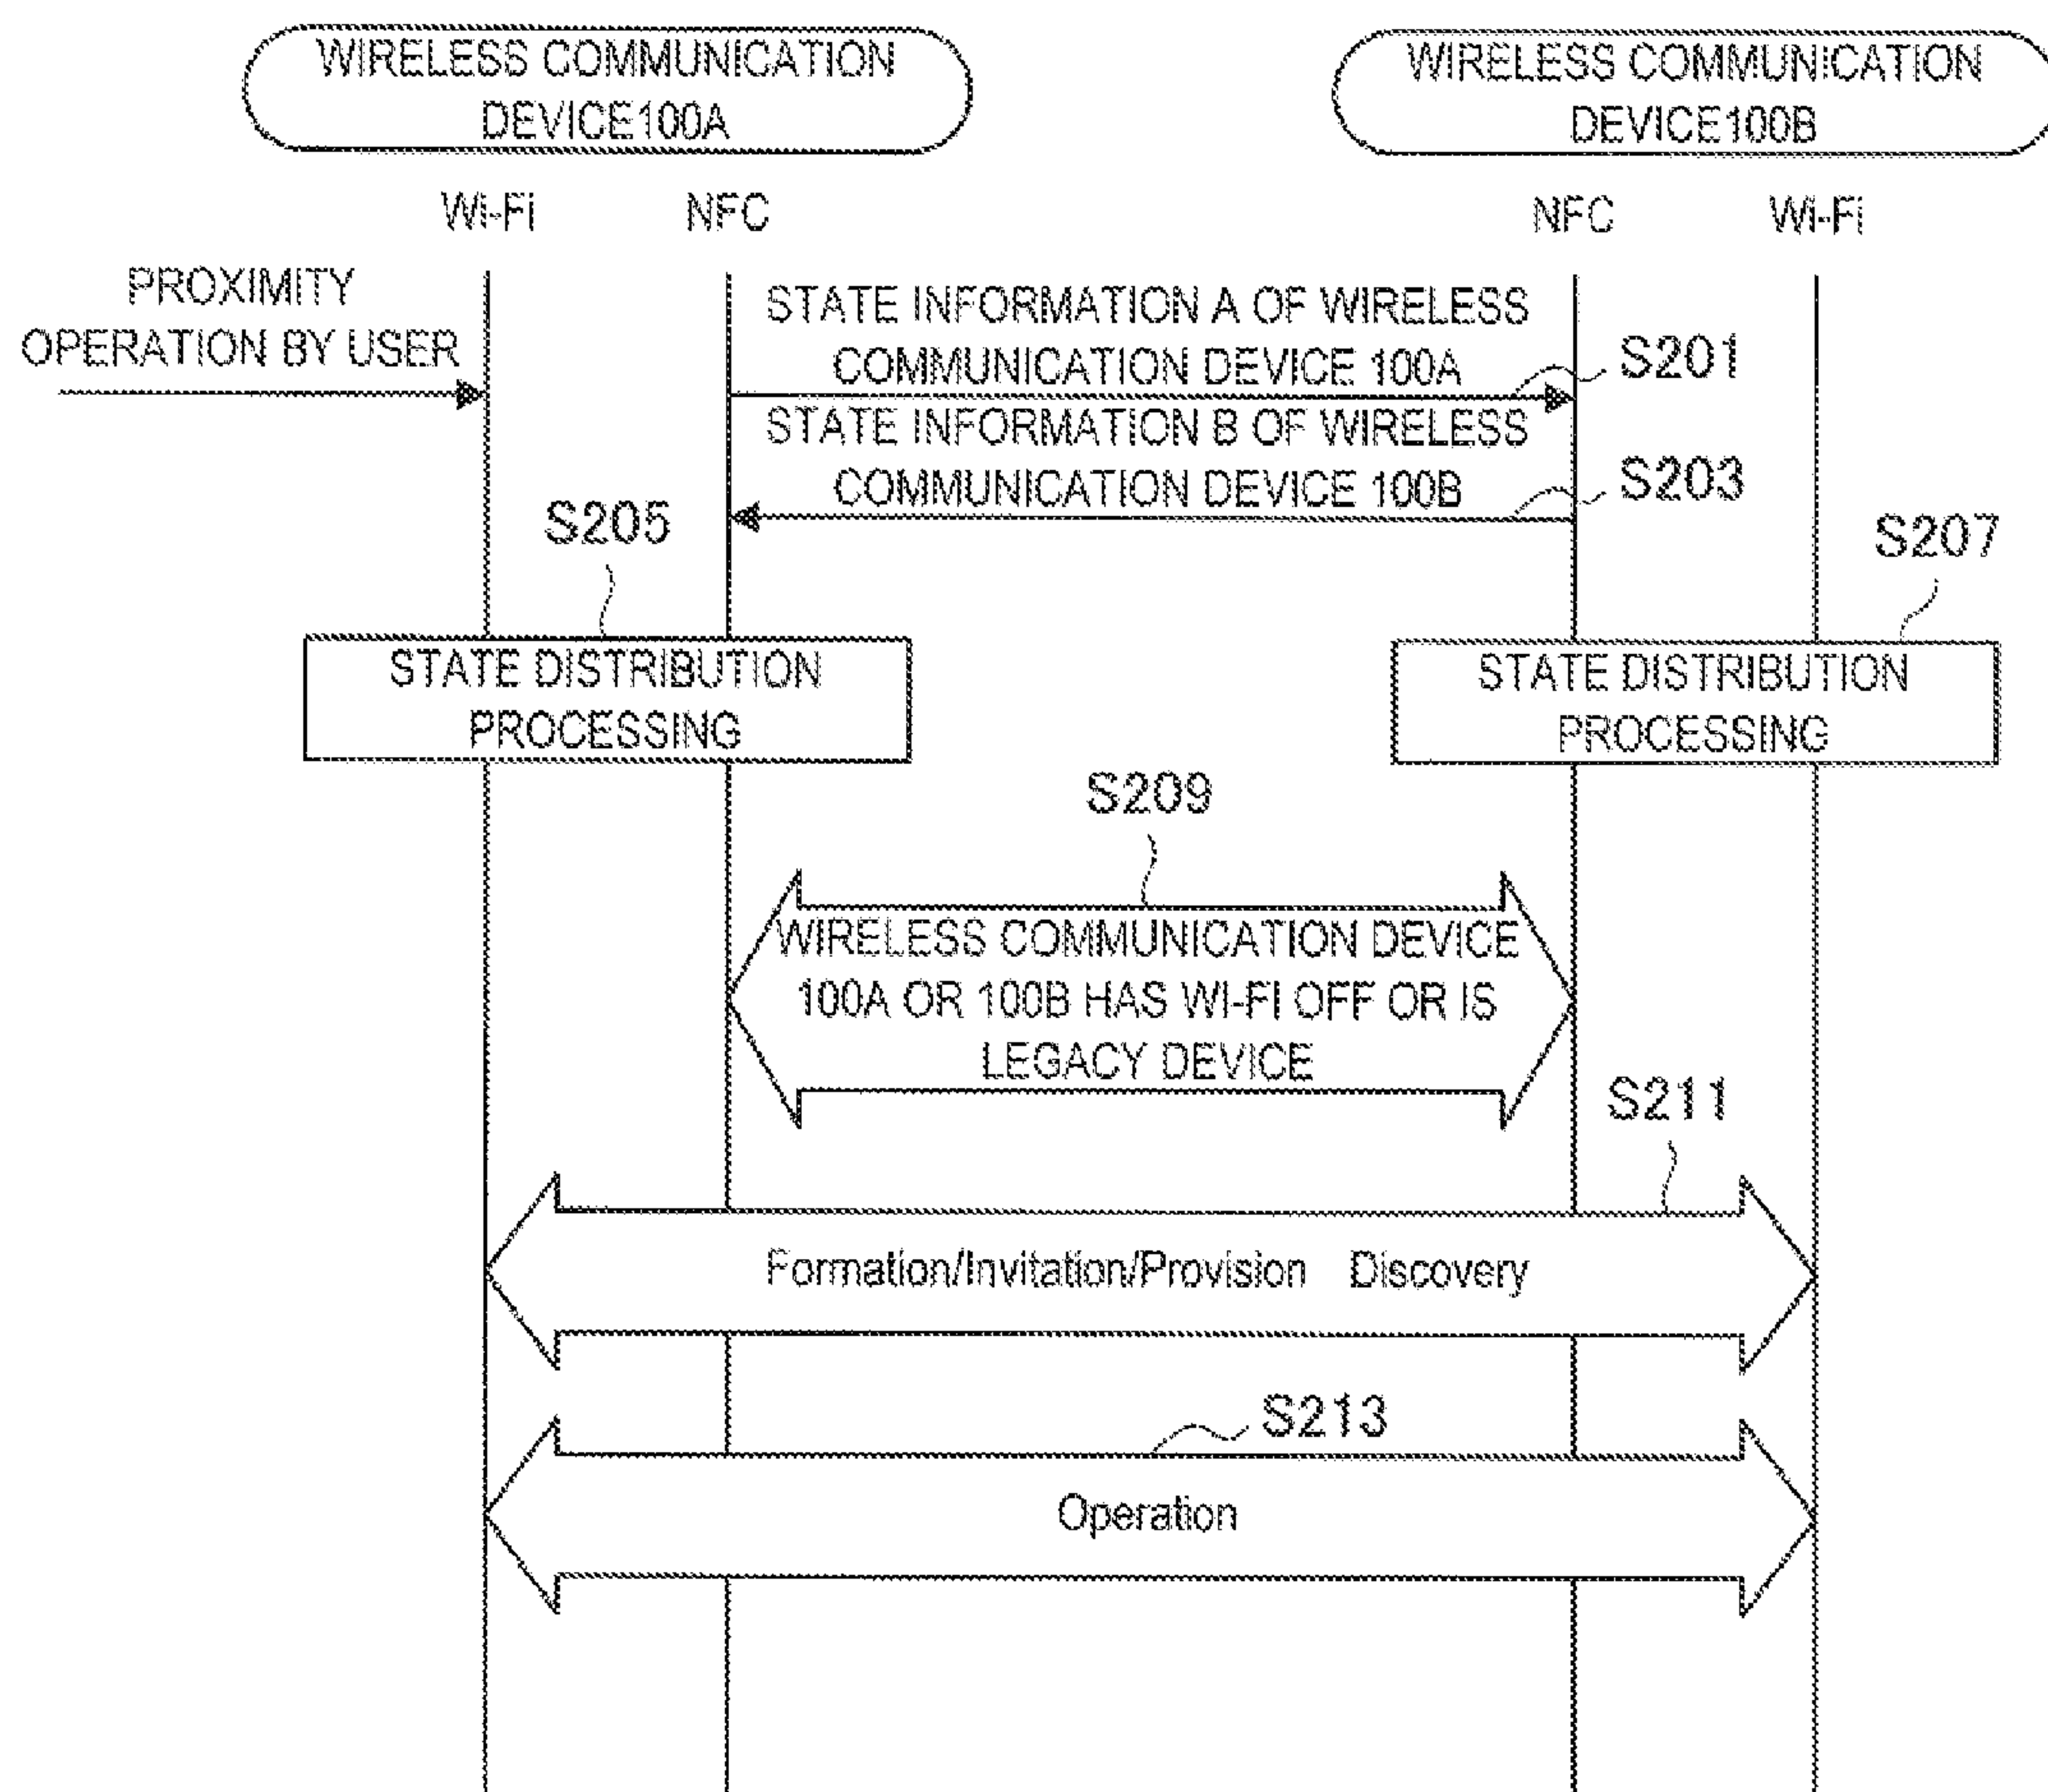 WIRELESS COMMUNICATION
DEVICE100A
WIRELESS COMMUNICATION
DEVICE100B
Wi-Fi
NFC
NFC
Wi-Fi
PROXIMITY
OPERATION BY USER
STATE INFORMATION A OF WIRELESS
COMMUNICATION DEVICE 100A
S201
STATE INFORMATION B OF WIRELESS
COMMUNICATION DEVICE 100B
S203
S205
S207
STATE DISTRIBUTION
PROCESSING
STATE DISTRIBUTION
PROCESSING
S209
WIRELESS COMMUNICATION DEVICE
100A OR 100B HAS WI-FI OFF OR IS
LEGACY DEVICE
S211
Formation/Invitation/Provision Discovery
S213
Operation